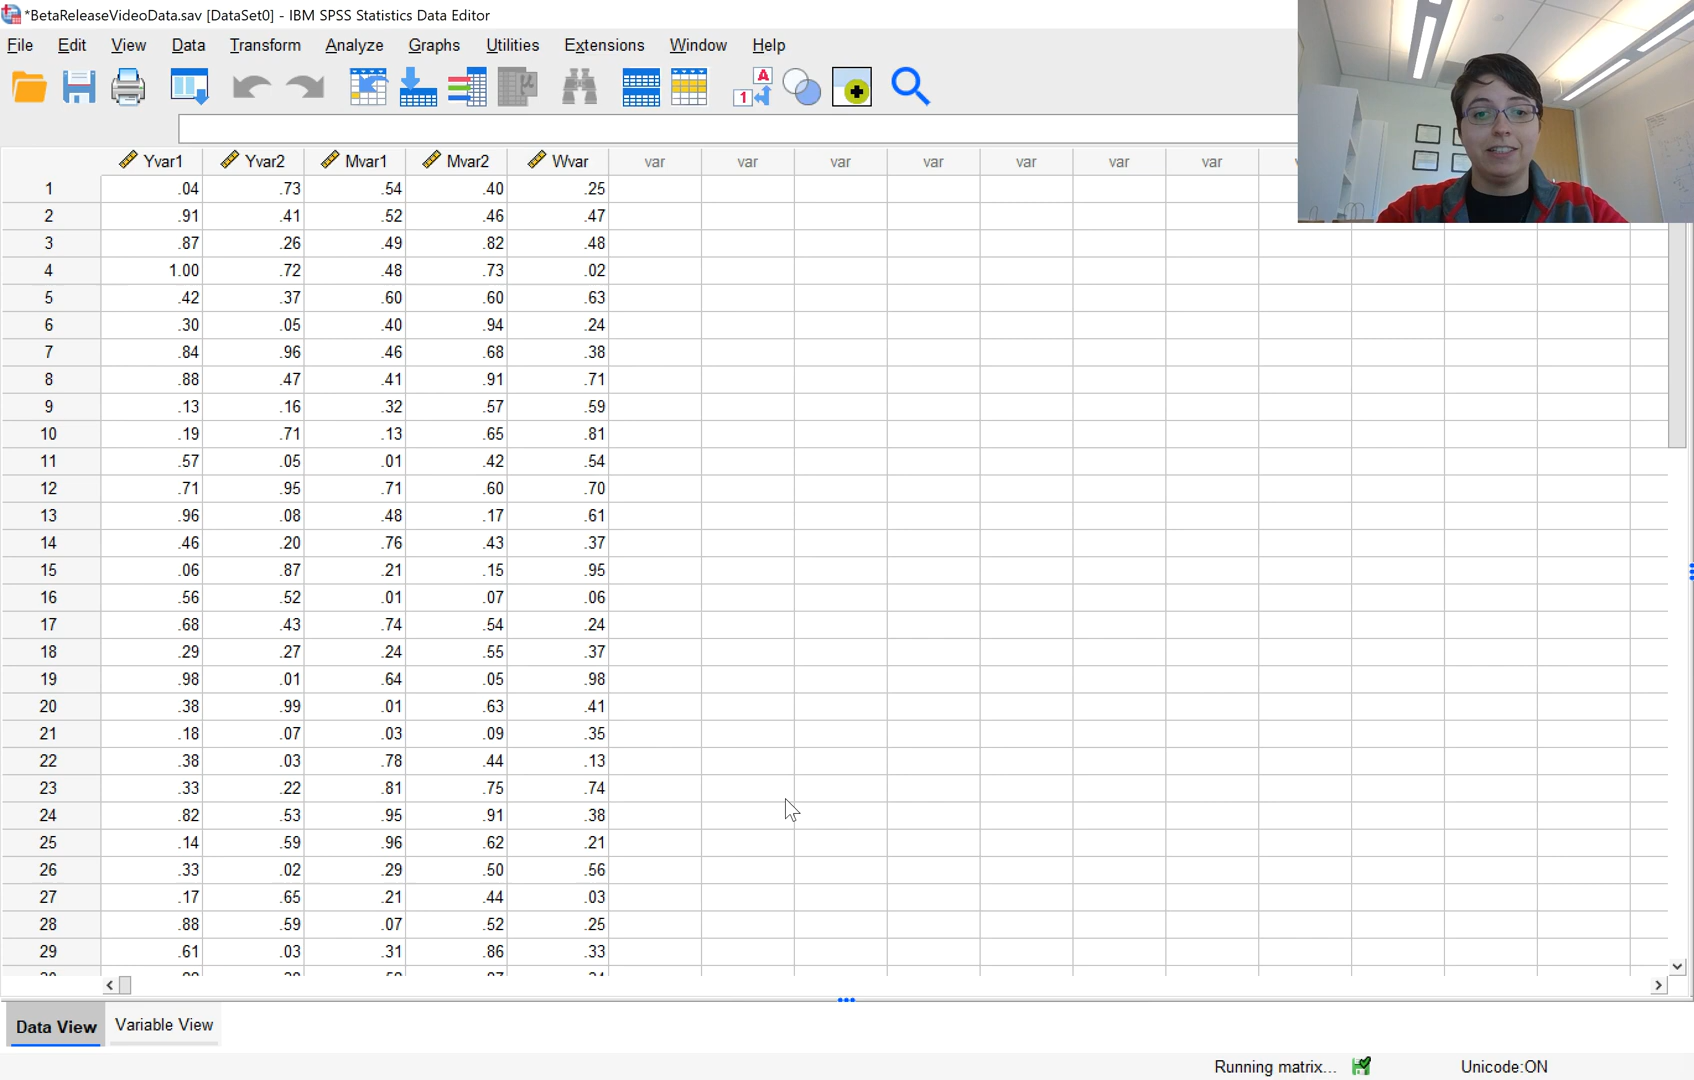 *BetaReleaseVideoData.sav [DataSet0] - IBM SPSS Statistics Data Editor
File Edit View Data Transform Analyze Graphs Utilities Extensions Window Help
Yvar1 Yvar2 Mvar1 Mvar2 Wvar var var var var var var var
1 .04 .73 .54 .40 .25
2 .91 .41 .52 .46 .47
3 .87 .26 .49 .82 .48
4 1.00 .72 .48 .73 .02
5 .42 .37 .60 .60 .63
6 .30 .05 .40 .94 .24
7 .84 .96 .46 .68 .38
8 .88 .47 .41 .91 .71
9 .13 .16 .32 .57 .59
10 .19 .71 .13 .65 .81
11 .57 .05 .01 .42 .54
12 .71 .95 .71 .60 .70
13 .96 .08 .48 .17 .61
14 .46 .20 .76 .43 .37
15 .06 .87 .21 .15 .95
16 .56 .52 .01 .07 .06
17 .68 .43 .74 .54 .24
18 .29 .27 .24 .55 .37
19 .98 .01 .64 .05 .98
20 .38 .99 .01 .63 .41
21 .18 .07 .03 .09 .35
22 .38 .03 .78 .44 .13
23 .33 .22 .81 .75 .74
24 .82 .53 .95 .91 .38
25 .14 .59 .96 .62 .21
26 .33 .02 .29 .50 .56
27 .17 .65 .21 .44 .03
28 .88 .59 .07 .52 .25
29 .61 .03 .31 .86 .33
Data View Variable View
Running matrix... Unicode:ON